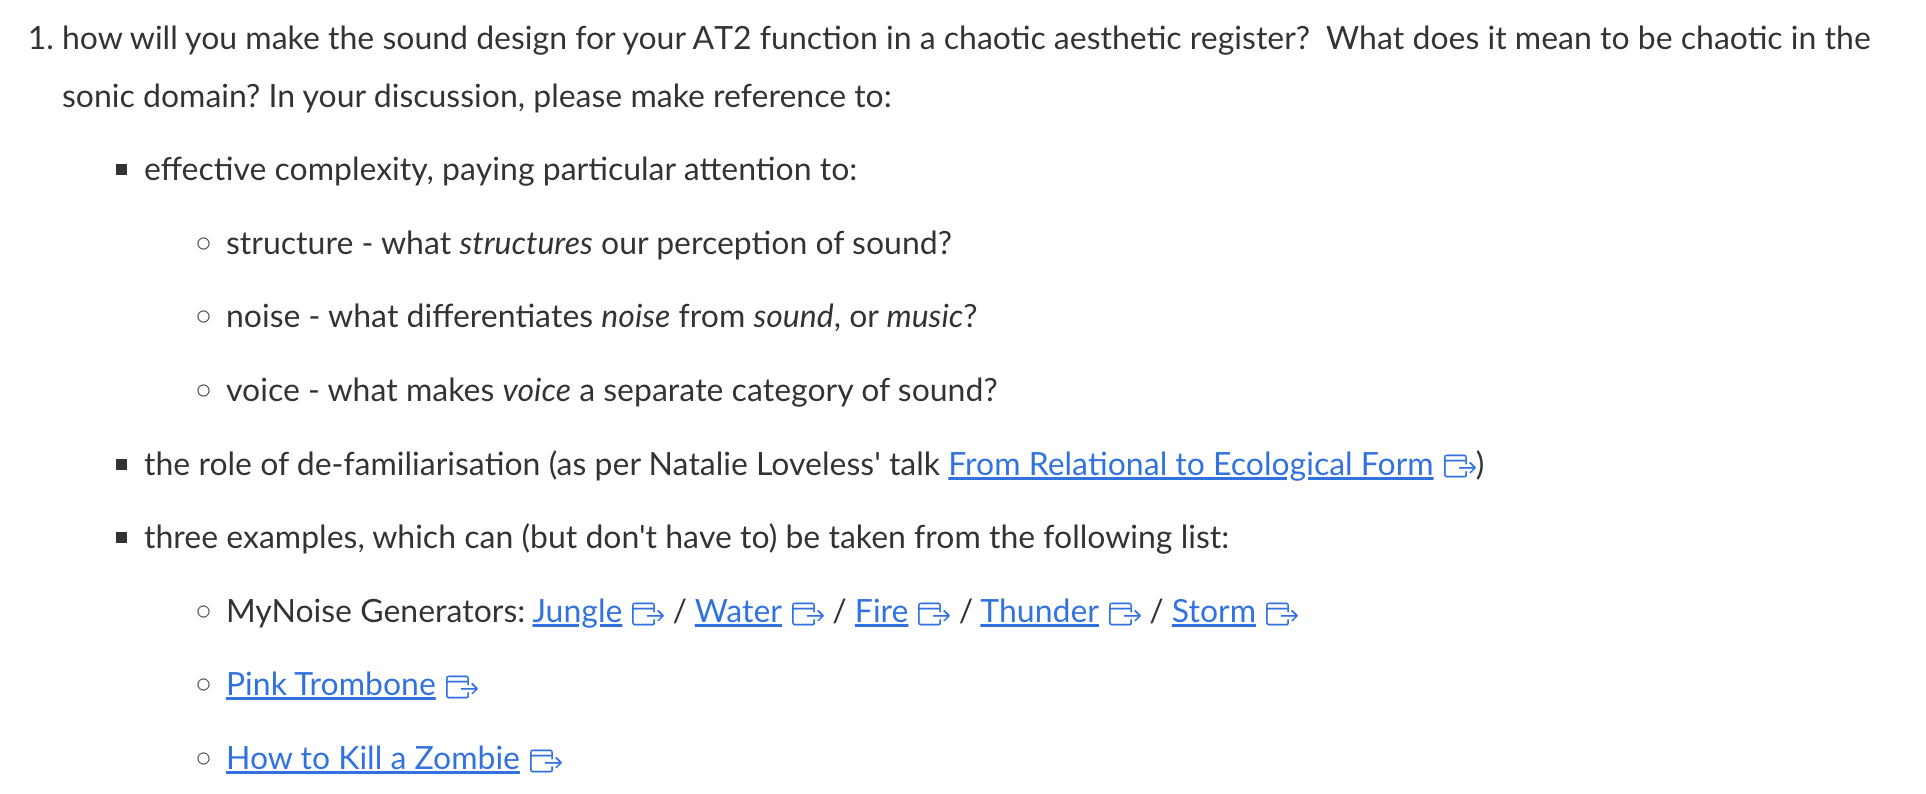 1. how will you make the sound design for your AT2 function in a chaotic aesthetic register?  What does it mean to be chaotic in the
sonic domain? In your discussion, please make reference to:
▪ effective complexity, paying particular attention to:
○ structure - what structures our perception of sound?
○ noise - what differentiates noise from sound, or music?
○ voice - what makes voice a separate category of sound?
▪ the role of de-familiarisation (as per Natalie Loveless' talk From Relational to Ecological Form)
▪ three examples, which can (but don't have to) be taken from the following list:
○ MyNoise Generators: Jungle / Water / Fire / Thunder / Storm
○ Pink Trombone
○ How to Kill a Zombie